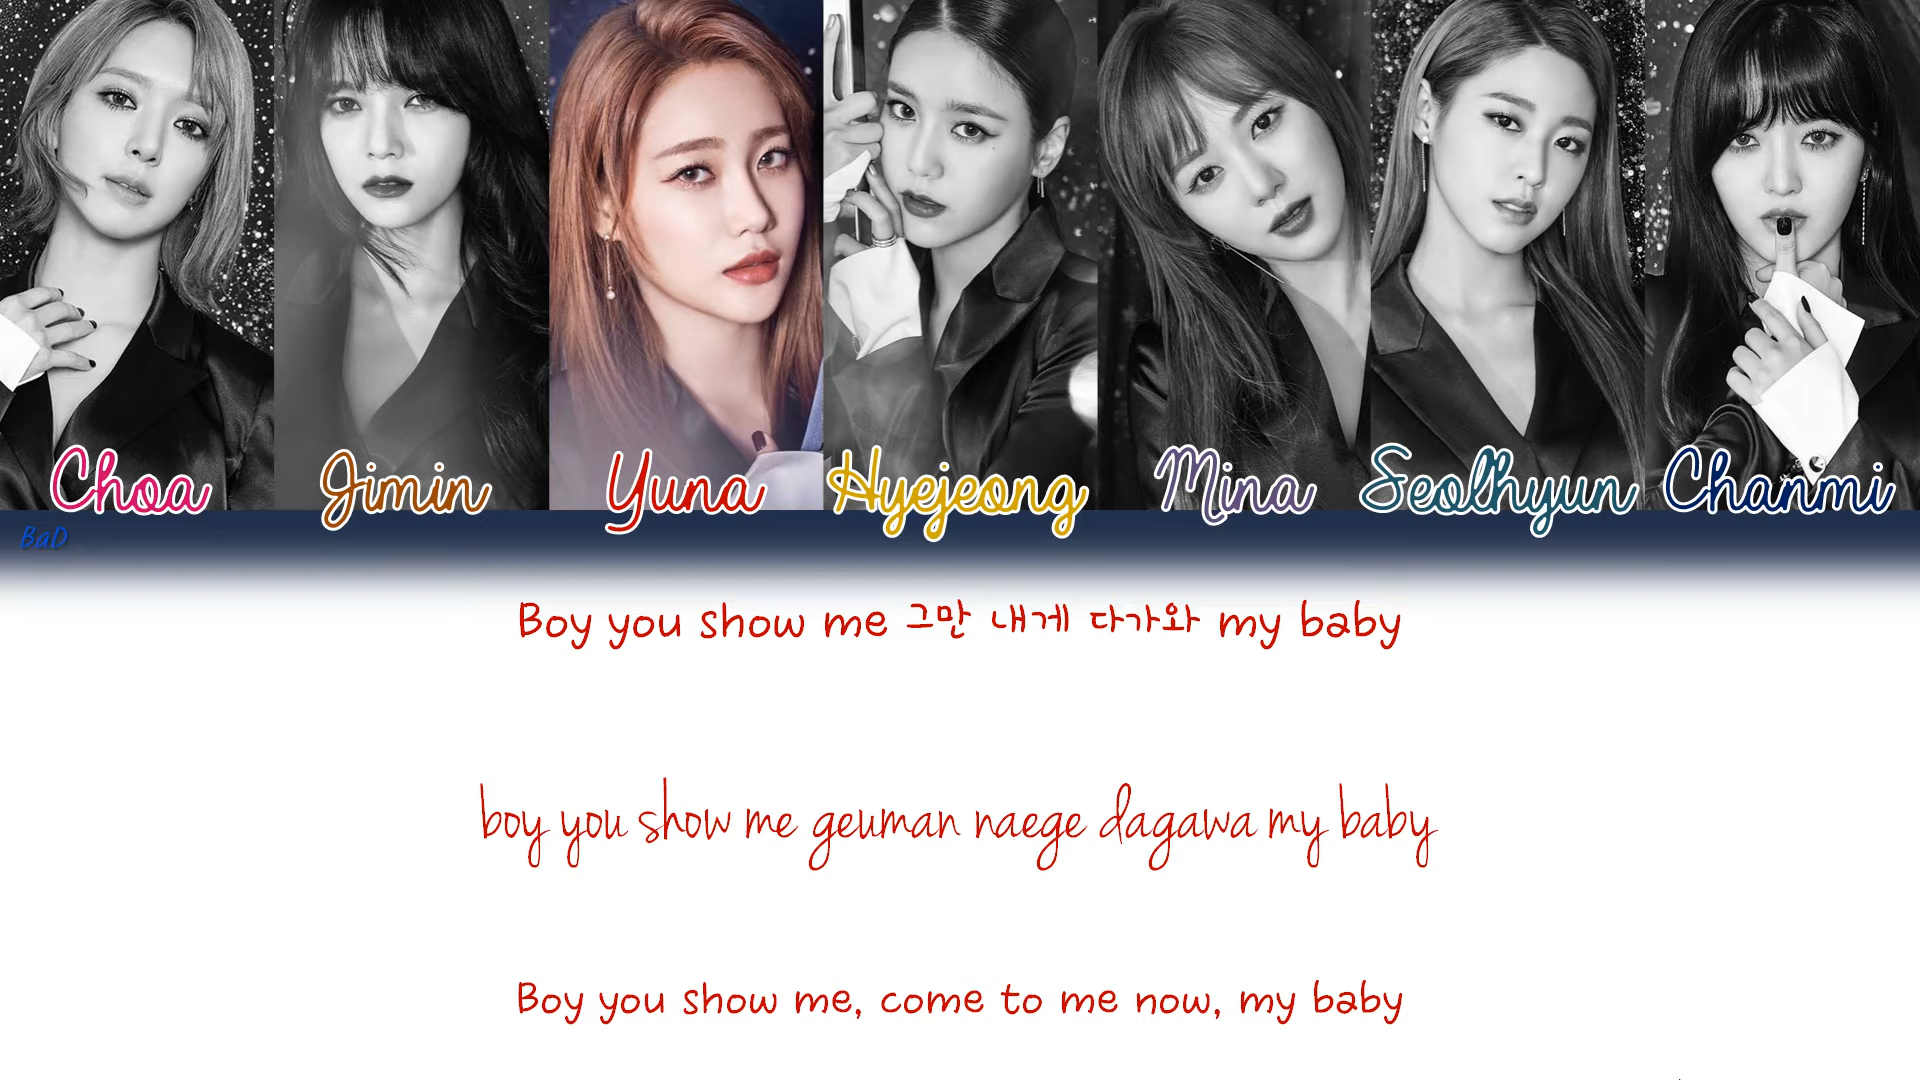 Choa Jimin Yuna Hyejeong Mina Seolhyun Chanmi
BaD
Boy you show me 그만 내게 다가와 my baby
boy you show me geuman naege dagawa my baby
Boy you show me, come to me now, my baby